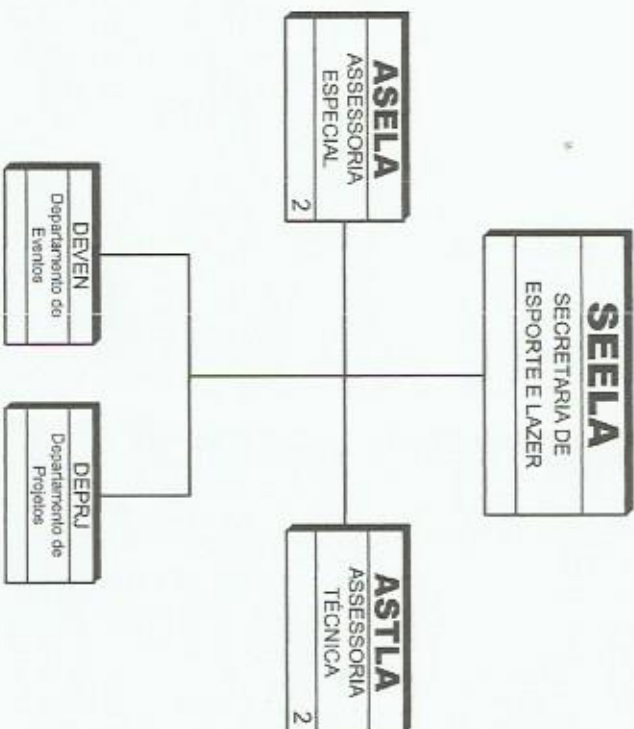 SEELA
SECRETARIA DE
ESPORTE E LAZER
ASELA
ASSESSORIA
ESPECIAL
2
ASTLA
ASSESSORIA
TÉCNICA
2
DEVEN
Departamento de
Eventos
DEPRJ
Departamento de
Projetos